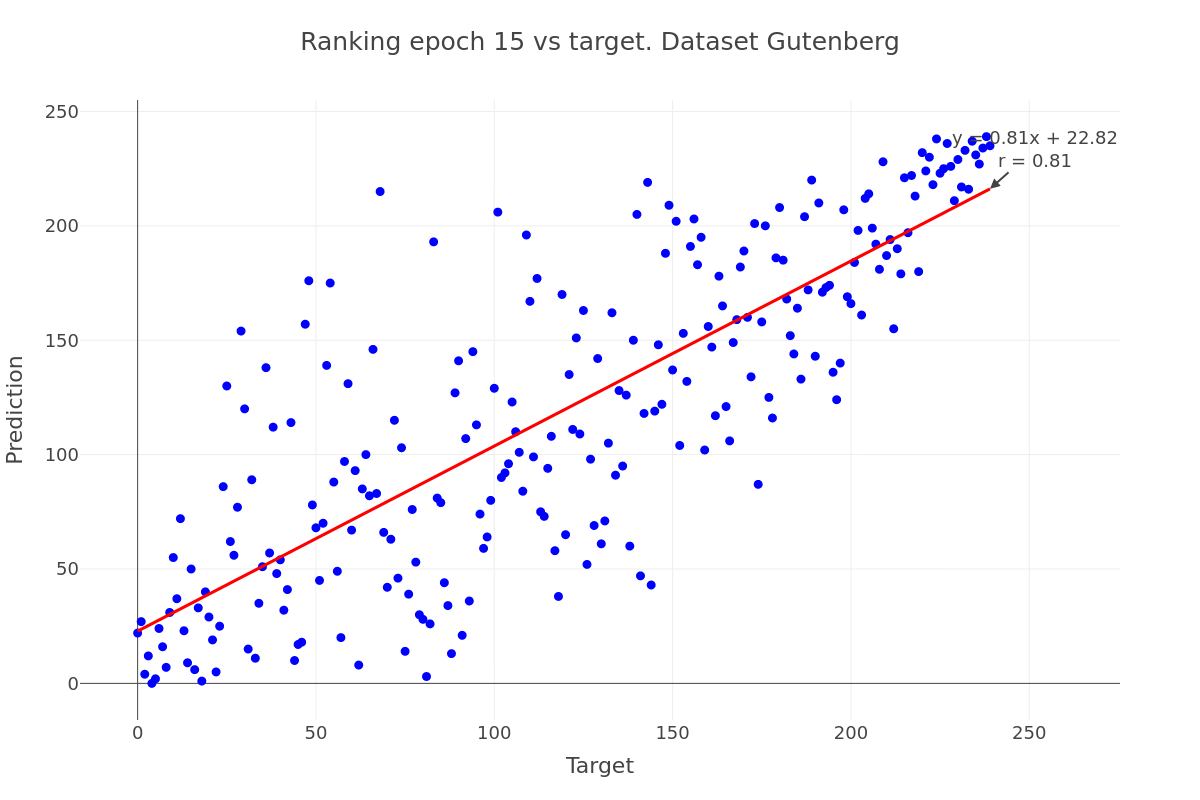 Ranking epoch 15 vs target. Dataset Gutenberg
250
200
150
100
50
0
Prediction
y = 0.81x + 22.82
r = 0.81
0
50
100
150
200
250
Target